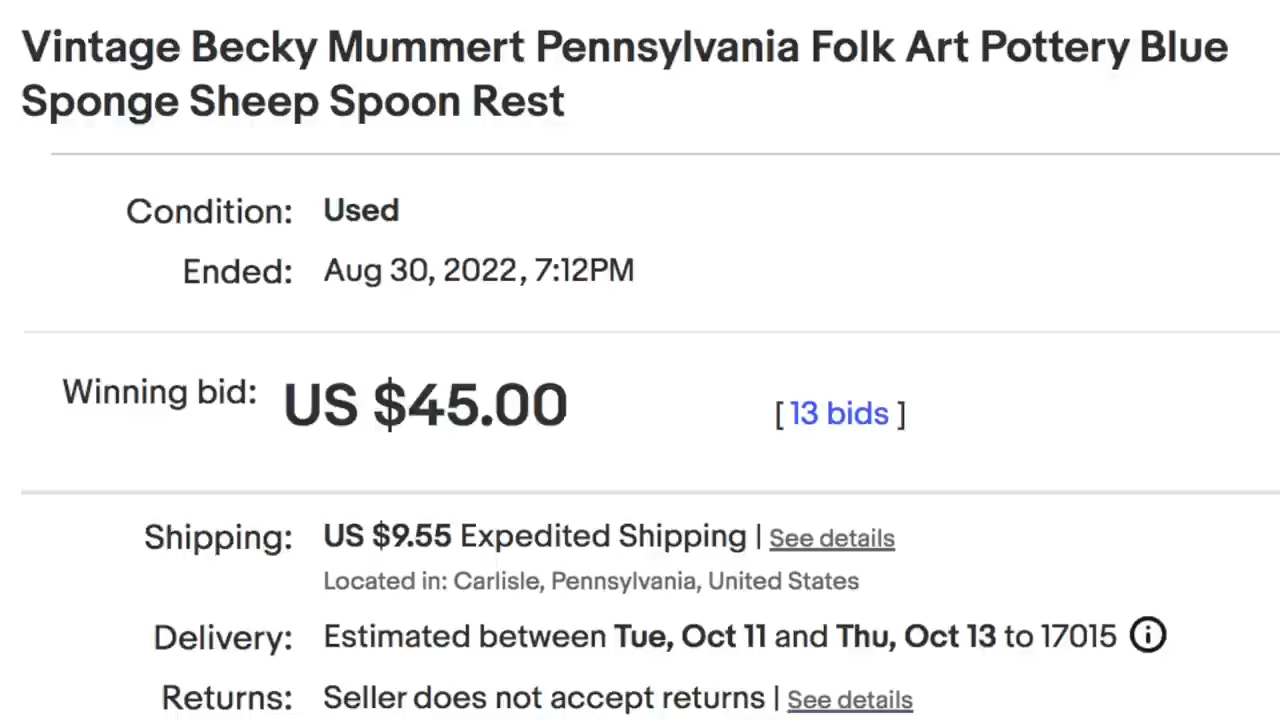 Vintage Becky Mummert Pennsylvania Folk Art Pottery Blue
Sponge Sheep Spoon Rest
Condition: Used
Ended: Aug 30, 2022, 7:12PM
Winning bid: US $45.00 [ 13 bids ]
Shipping: US $9.55 Expedited Shipping | See details
Located in: Carlisle, Pennsylvania, United States
Delivery: Estimated between Tue, Oct 11 and Thu, Oct 13 to 17015
Returns: Seller does not accept returns | See details